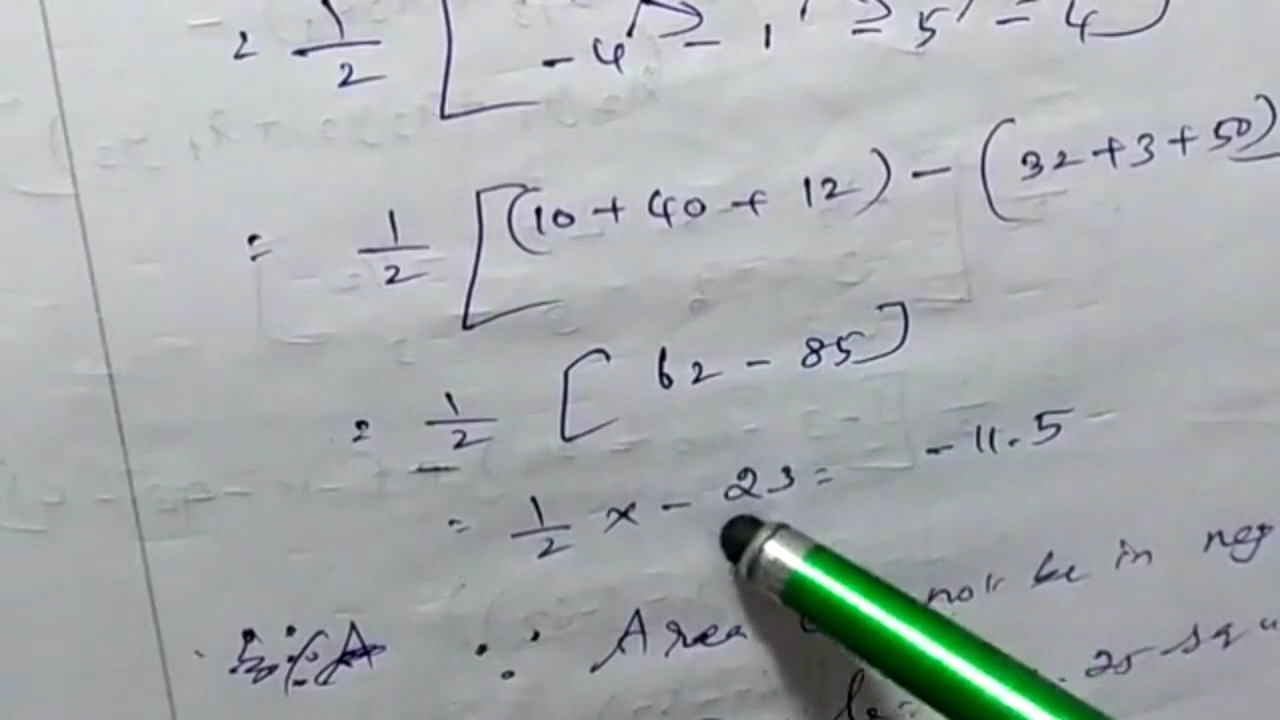 = 1/2 [ -4 -1 -5 -4
= 1/2 [(10 + 40 + 12) - (32 + 3 + 50)
= 1/2 [62 - 85]
= 1/2 x - 23 = -11.5
∵ Area not be in neg
25 sq